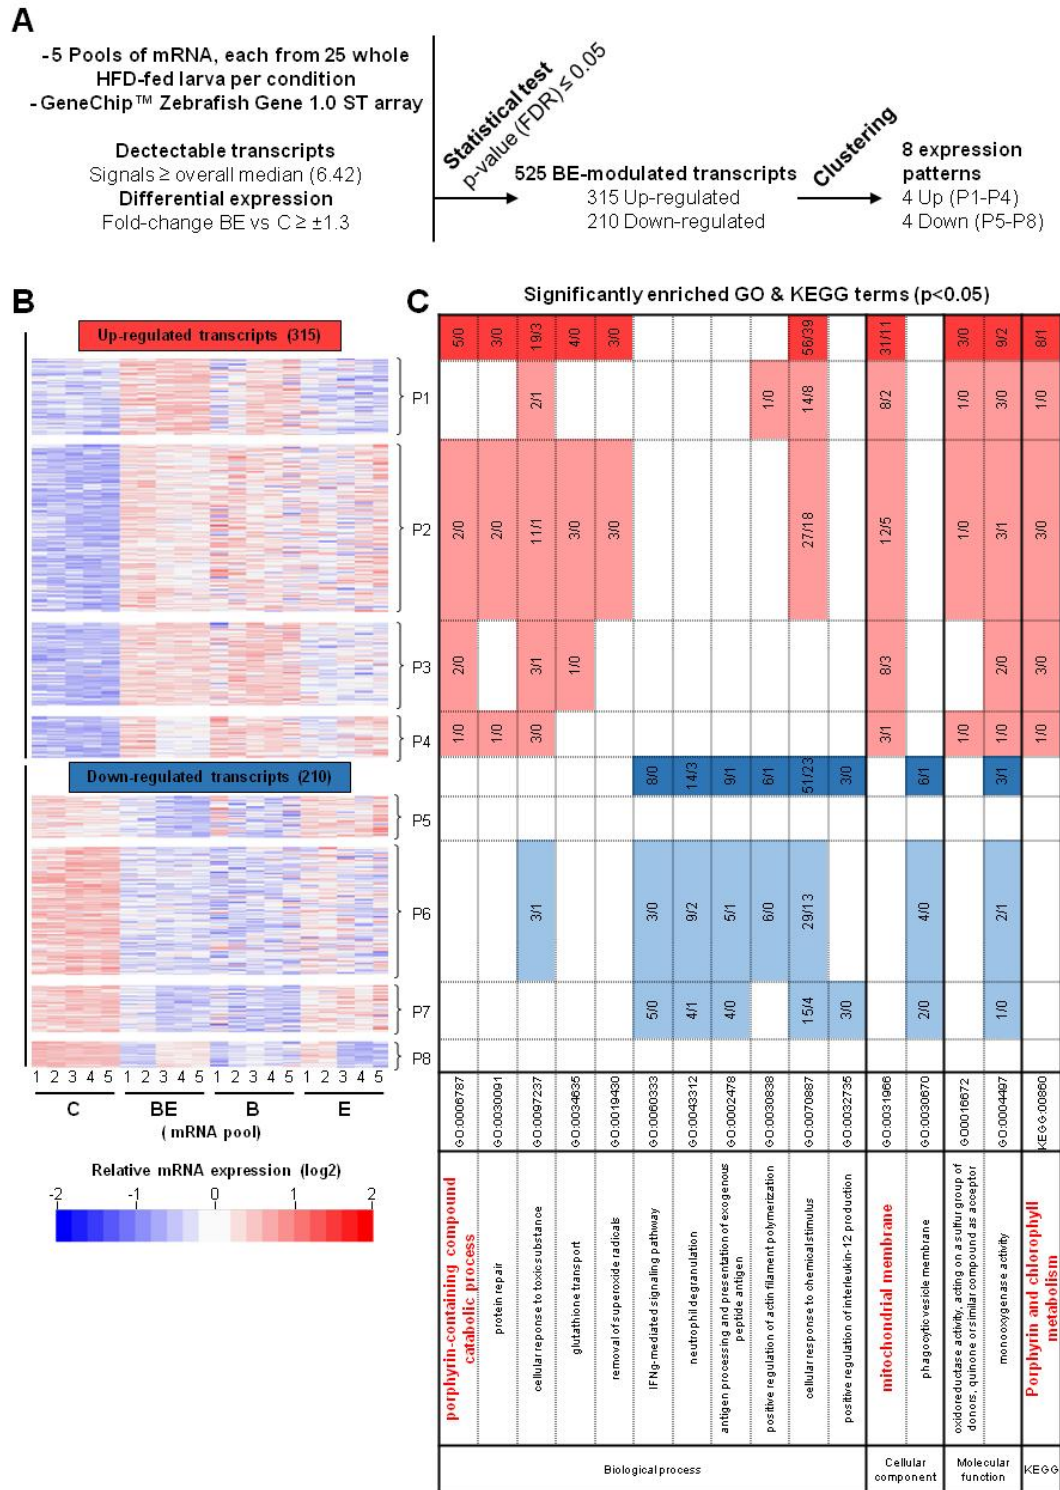 A
-5 Pools of mRNA, each from 25 whole
HFD-fed larva per condition
-GeneChip™ Zebrafish Gene 1.0 ST array
Dectectable transcripts
Signals ≥ overall median (6.42)
Differential expression
Fold-change BE vs C ≥ ±1.3
Statistical test
p-value (FDR) ≤ 0.05
525 BE-modulated transcripts
315 Up-regulated
210 Down-regulated
Clustering
8 expression
patterns
4 Up (P1-P4)
4 Down (P5-P8)
B
Up-regulated transcripts (315)
P1
P2
P3
P4
Down-regulated transcripts (210)
P5
P6
P7
P8
1 2 3 4 5 1 2 3 4 5 1 2 3 4 5 1 2 3 4 5
C BE B E
(mRNA pool)
Relative mRNA expression (log2)
-2 -1 0 1 2
C
Significantly enriched GO & KEGG terms (p<0.05)
5/0 3/0 19/3 4/0 3/0 56/39 31/11 3/0 9/2 8/1
2/1 1/0 14/8 8/2 1/0 3/0 1/0
2/0 2/0 11/1 3/0 3/0 27/18 12/5 1/0 3/1 3/0
2/0 3/1 1/0 8/3 2/0 3/0
1/0 1/0 3/0 3/1 1/0 1/0 1/0
8/0 14/3 9/1 6/1 51/23 3/0 6/1 3/1
3/1 3/0 9/2 5/1 6/0 29/13 4/0 2/1
5/0 4/1 4/0 15/4 3/0 2/0 1/0
GO:0006787
GO:0030091
GO:0097237
GO:0034635
GO:0019430
GO:0060333
GO:0043312
GO:0002478
GO:0030838
GO:0070887
GO:0032735
GO:0031966
GO:0030670
GO0016672
GO:0004497
KEGG:00860
porphyrin-containing compound
catabolic process
protein repair
cellular reponse to toxic substance
glutathione transport
removal of superoxide radicals
IFNg-mediated signaling pathway
neutrophil degranulation
antigen processing and presentation of exogenous
peptide antigen
positive regulation of actin filament polymerization
cellular response to chemical stimulus
positive regulation of interleukin-12 production
mitochondrial membrane
phagocytic vesicle membrane
oxidoreductase activity, acting on a sulfur group of
donors, quinone or similar compound as acceptor
monooxygenase activity
Porphyrin and chlorophyll
metabolism
Biological process
Cellular
component
Molecular
function
KEGG